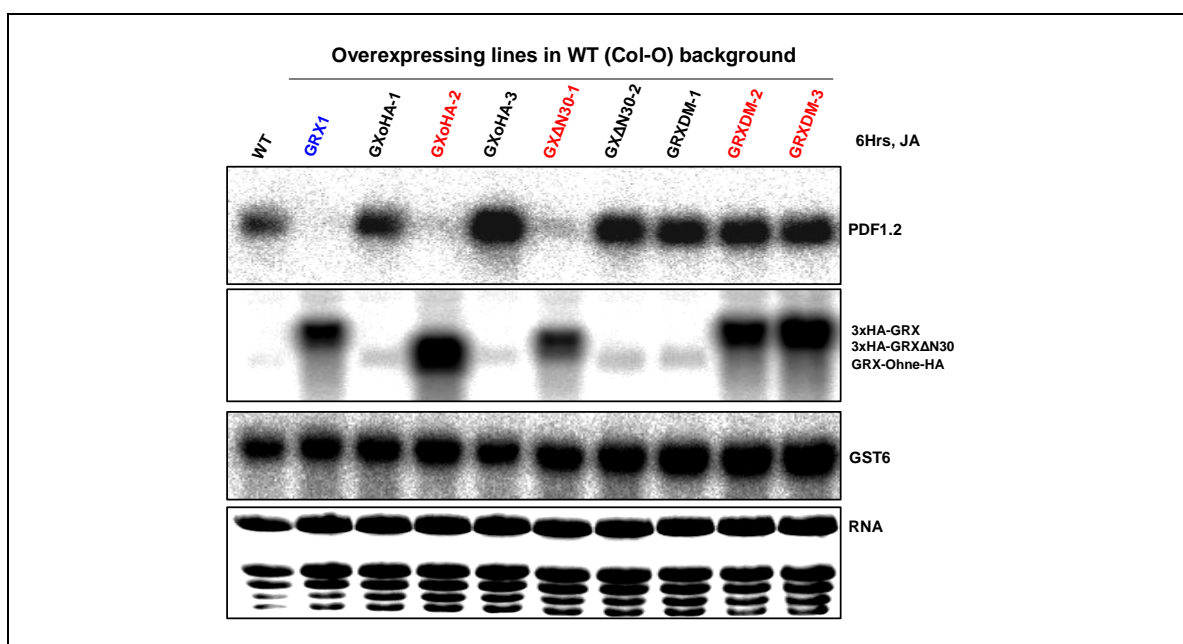 Overexpressing lines in WT (Col-O) background
WT
GRX1
GXoHA-1
GXoHA-2
GXoHA-3
GXΔN30-1
GXΔN30-2
GRXDM-1
GRXDM-2
GRXDM-3
6Hrs, JA
PDF1.2
3xHA-GRX
3xHA-GRXΔN30
GRX-Ohne-HA
GST6
RNA